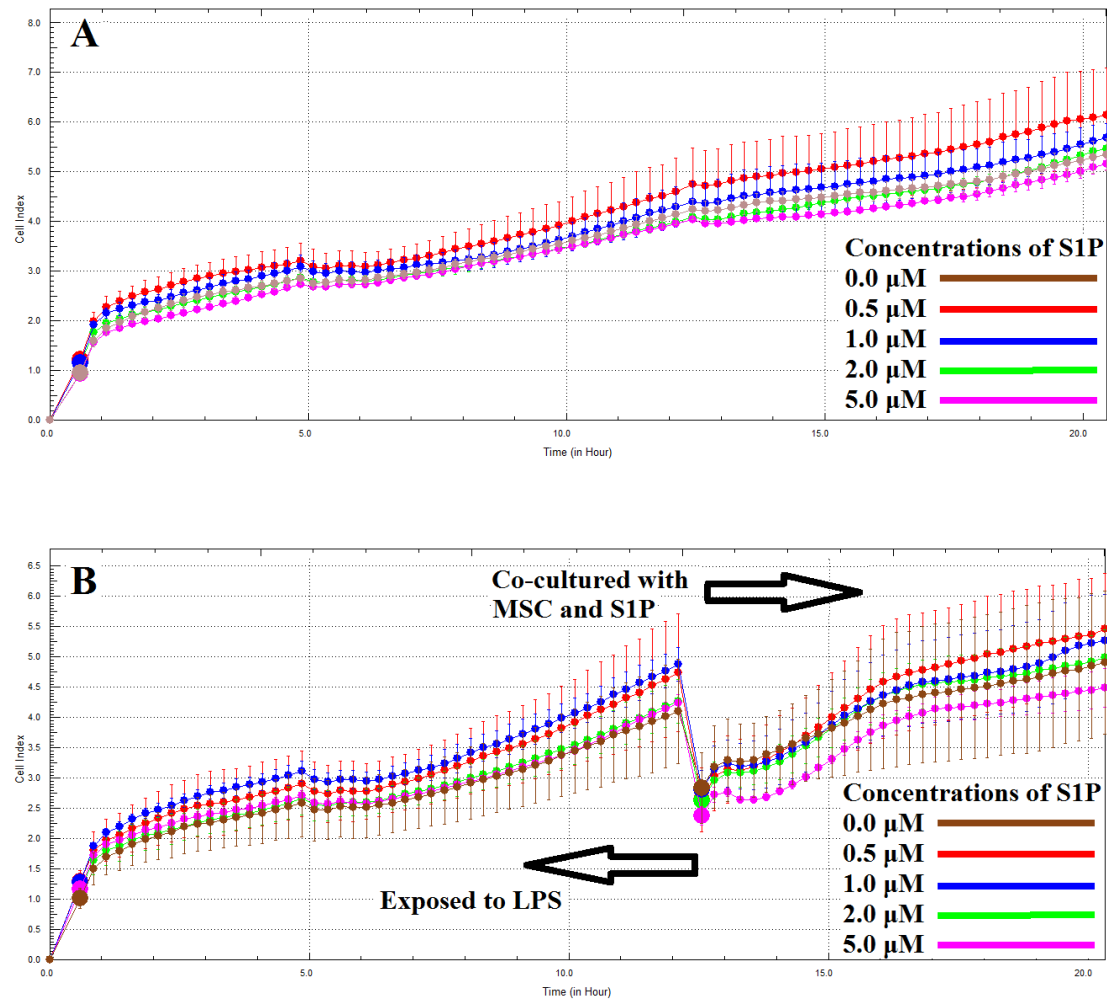 A
8.0
7.0
6.0
5.0
4.0
3.0
2.0
1.0
0.0
Cell Index
0.0 5.0 10.0 15.0 20.0
Time (in Hour)
Concentrations of S1P
0.0 µM
0.5 µM
1.0 µM
2.0 µM
5.0 µM
B
6.5
6.0
5.5
5.0
4.5
4.0
3.5
3.0
2.5
2.0
1.5
1.0
0.5
0.0
Cell Index
Co-cultured with
MSC and S1P
Exposed to LPS
0.0 5.0 10.0 15.0 20.0
Time (in Hour)
Concentrations of S1P
0.0 µM
0.5 µM
1.0 µM
2.0 µM
5.0 µM